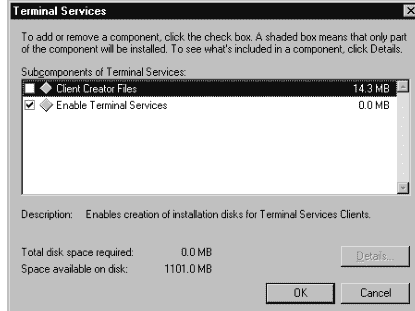 Terminal Services
To add or remove a component, click the check box. A shaded box means that only part
of the component will be installed. To see what's included in a component, click Details.
Subcomponents of Terminal Services:
Client Creator Files 14.3 MB
Enable Terminal Services 0.0 MB
Description: Enables creation of installation disks for Terminal Services Clients.
Total disk space required: 0.0 MB
Space available on disk: 1101.0 MB
Details...
OK Cancel